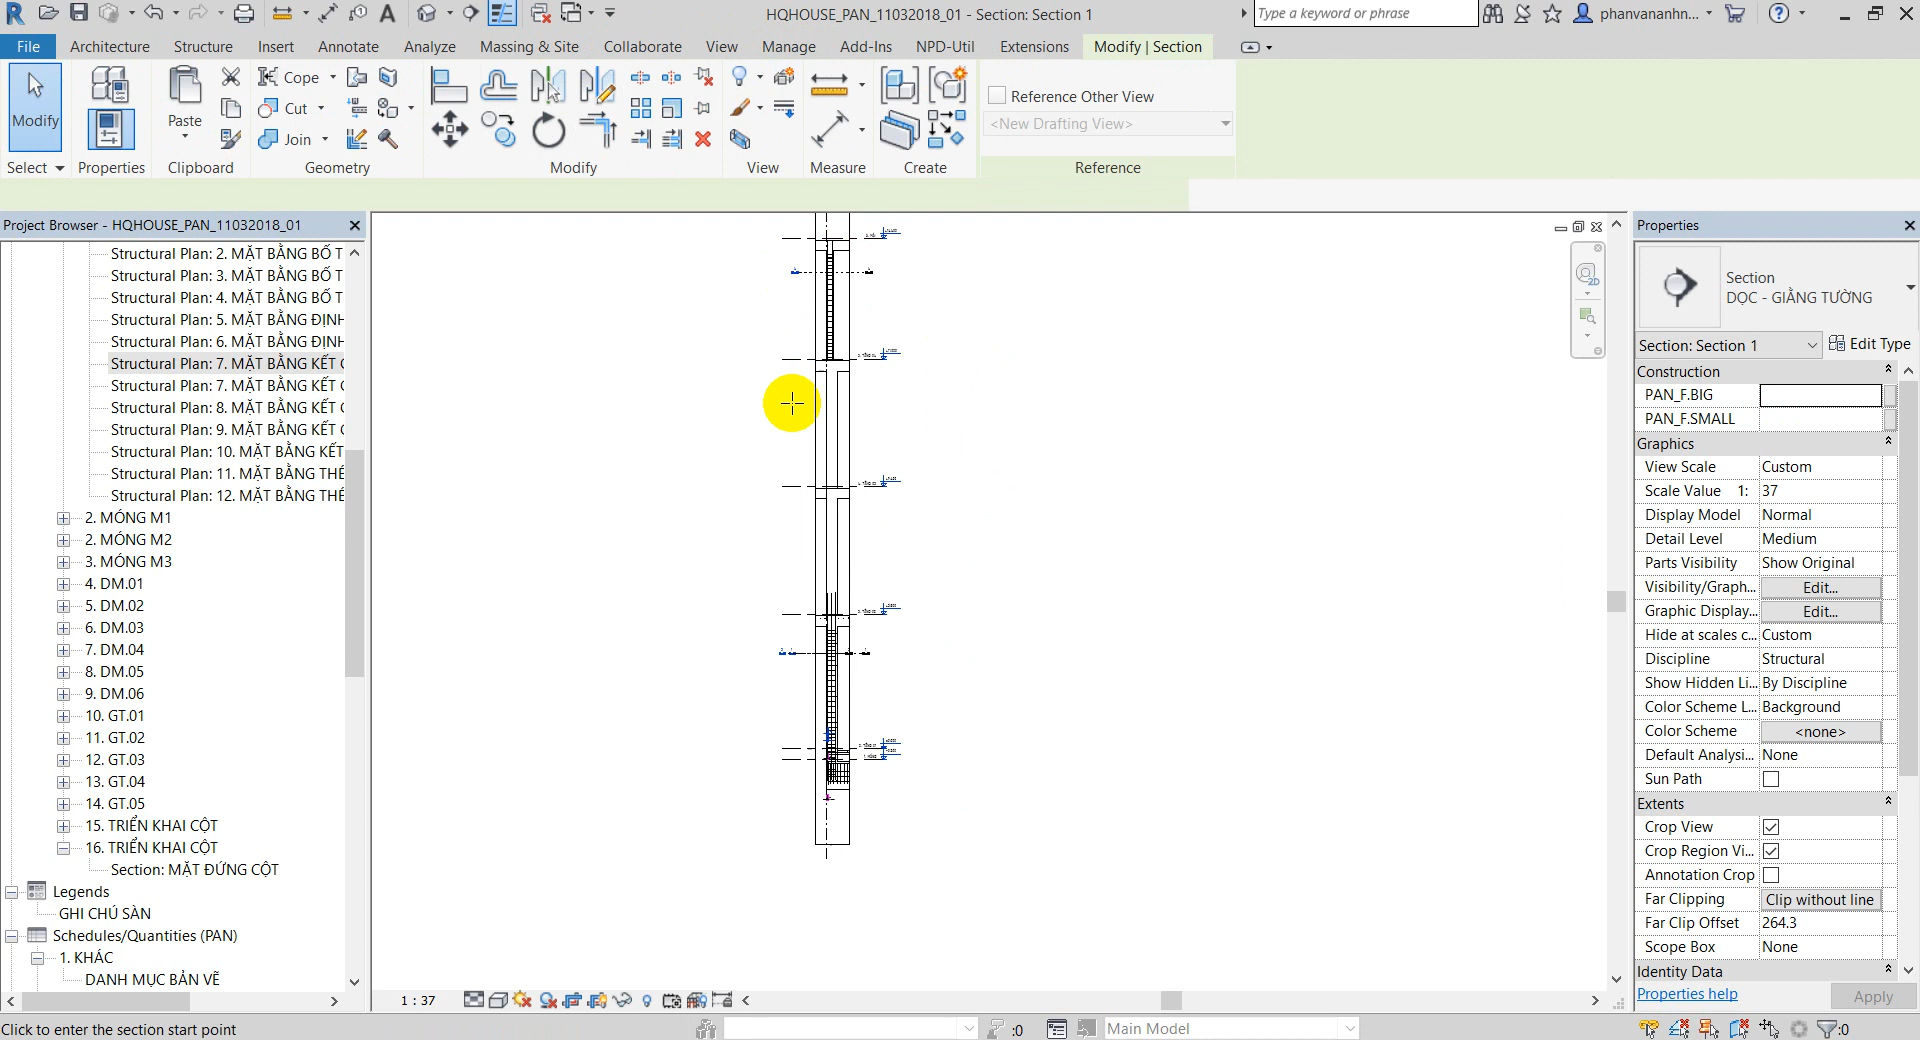 HQHOUSE_PAN_11032018_01 - Section: Section 1
Type a keyword or phrase
phanvananhn...
File
Architecture
Structure
Insert
Annotate
Analyze
Massing & Site
Collaborate
View
Manage
Add-Ins
NPD-Util
Extensions
Modify | Section
Modify
Paste
Cope
Cut
Join
Reference Other View
<New Drafting View>
Select
Properties
Clipboard
Geometry
Modify
View
Measure
Create
Reference
Project Browser - HQHOUSE_PAN_11032018_01
Structural Plan: 2. MẶT BẰNG BỐ T
Structural Plan: 3. MẶT BẰNG BỐ T
Structural Plan: 4. MẶT BẰNG BỐ T
Structural Plan: 5. MẶT BẰNG ĐỊNH
Structural Plan: 6. MẶT BẰNG ĐỊNH
Structural Plan: 7. MẶT BẰNG KẾT
Structural Plan: 7. MẶT BẰNG KẾT
Structural Plan: 8. MẶT BẰNG KẾT
Structural Plan: 9. MẶT BẰNG KẾT
Structural Plan: 10. MẶT BẰNG KẾT
Structural Plan: 11. MẶT BẰNG THÉ
Structural Plan: 12. MẶT BẰNG THÉ
2. MÓNG M1
2. MÓNG M2
3. MÓNG M3
4. DM.01
5. DM.02
6. DM.03
7. DM.04
8. DM.05
9. DM.06
10. GT.01
11. GT.02
12. GT.03
13. GT.04
14. GT.05
15. TRIỂN KHAI CỘT
16. TRIỂN KHAI CỘT
Section: MẶT ĐỨNG CỘT
Legends
GHI CHÚ SÀN
Schedules/Quantities (PAN)
1. KHÁC
DANH MỤC BẢN VẼ
2D
Properties
Section
DỌC - GIẰNG TƯỜNG
Section: Section 1
Edit Type
Construction
PAN_F.BIG
PAN_F.SMALL
Graphics
View Scale Custom
Scale Value 1: 37
Display Model Normal
Detail Level Medium
Parts Visibility Show Original
Visibility/Graph... Edit...
Graphic Display... Edit...
Hide at scales c... Custom
Discipline Structural
Show Hidden Li... By Discipline
Color Scheme L... Background
Color Scheme <none>
Default Analysi... None
Sun Path
Extents
Crop View
Crop Region Vi...
Annotation Crop
Far Clipping Clip without line
Far Clip Offset 264.3
Scope Box None
Identity Data
Properties help
Apply
1 : 37
Click to enter the section start point
:0
Main Model
:0